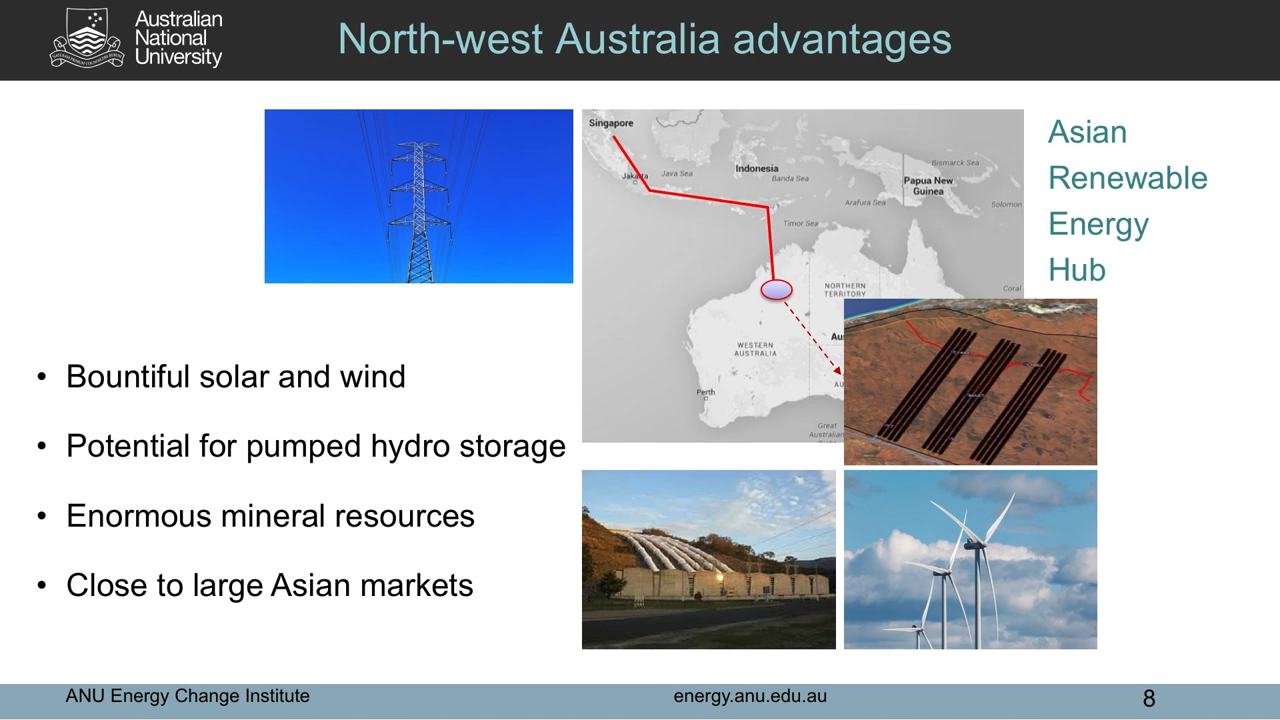 Australian
National
University
North-west Australia advantages
Singapore
Jakarta
Java Sea
Indonesia
Banda Sea
Bismarck Sea
Papua New
Guinea
Arafura Sea
Solomon
Timor Sea
Coral
NORTHERN
TERRITORY
WESTERN
AUSTRALIA
Perth
Great
Australian
Asian
Renewable
Energy
Hub
• Bountiful solar and wind
• Potential for pumped hydro storage
• Enormous mineral resources
• Close to large Asian markets
ANU Energy Change Institute
energy.anu.edu.au
8